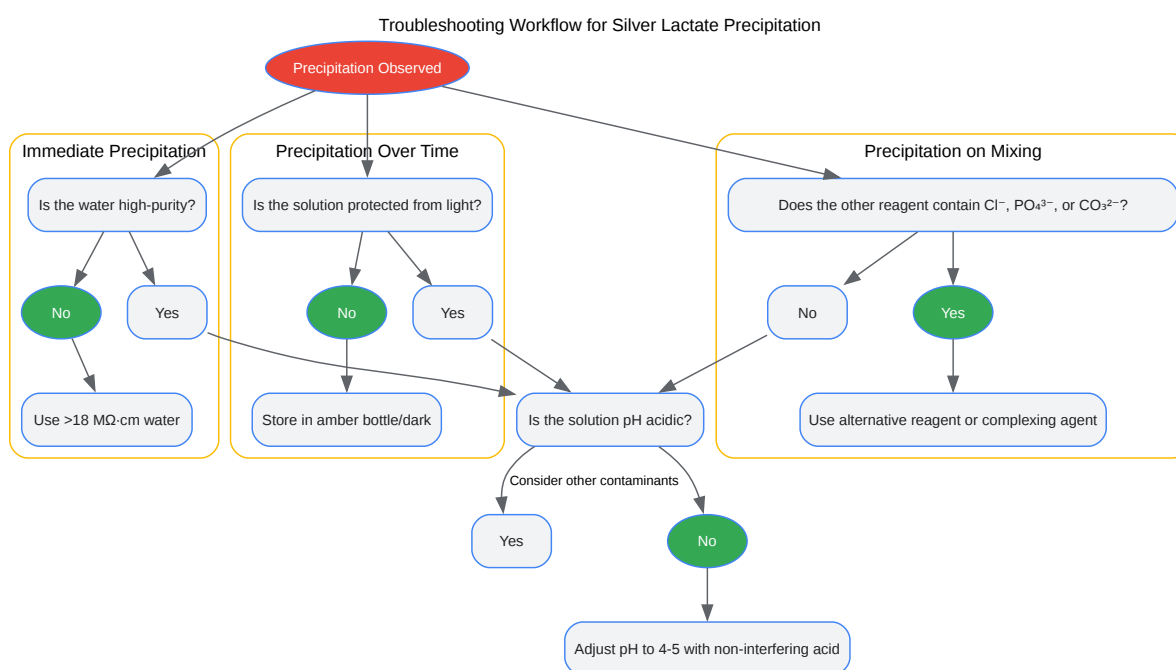 Troubleshooting Workflow for Silver Lactate Precipitation
Precipitation Observed
Immediate Precipitation
Precipitation Over Time
Precipitation on Mixing
Is the water high-purity?
Is the solution protected from light?
Does the other reagent contain Cl⁻, PO₄³⁻, or CO₃²⁻?
No
Yes
No
Yes
No
Yes
Use >18 MΩ·cm water
Store in amber bottle/dark
Is the solution pH acidic?
Use alternative reagent or complexing agent
Consider other contaminants
Yes
No
Adjust pH to 4-5 with non-interfering acid